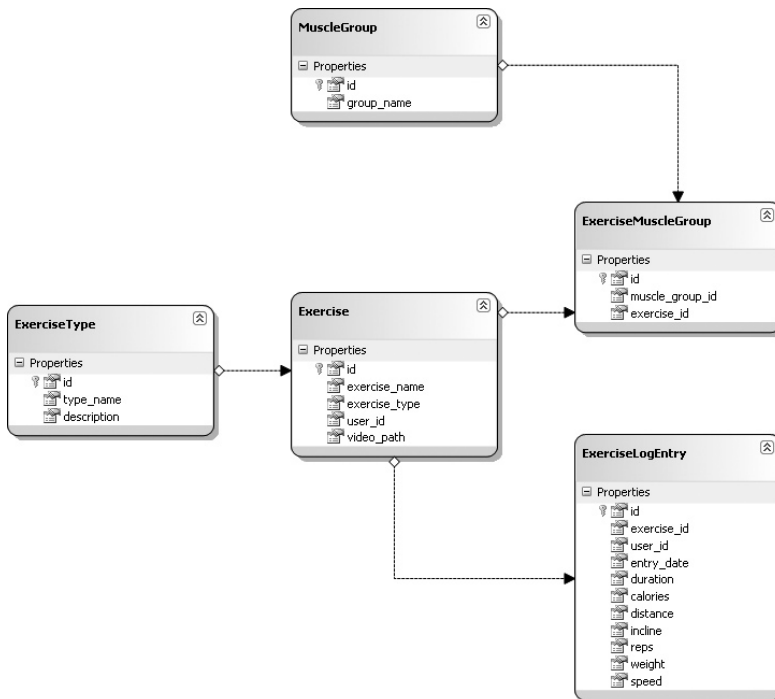 MuscleGroup
Properties
id
group_name
ExerciseMuscleGroup
Properties
id
muscle_group_id
exercise_id
ExerciseType
Properties
id
type_name
description
Exercise
Properties
id
exercise_name
exercise_type
user_id
video_path
ExerciseLogEntry
Properties
id
exercise_id
user_id
entry_date
duration
calories
distance
incline
reps
weight
speed